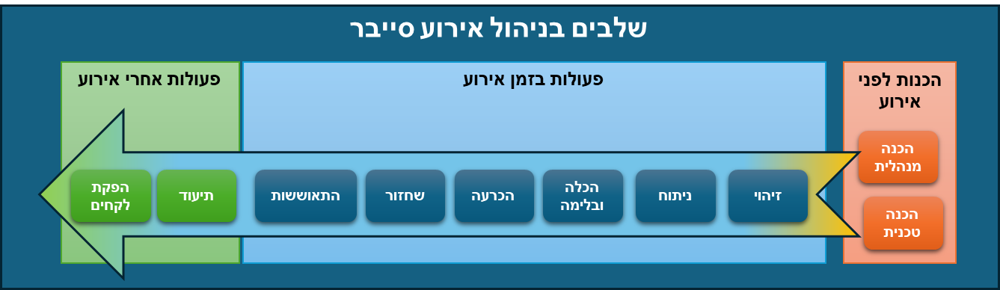 שלבים בניהול אירוע סייבר
הכנות לפני
אירוע
הכנה
מנהלית
הכנה
טכנית
פעולות בזמן אירוע
זיהוי
ניתוח
הכלה
ובלימה
הכרעה
שחזור
התאוששות
פעולות אחרי אירוע
תיעוד
הפקת
לקחים